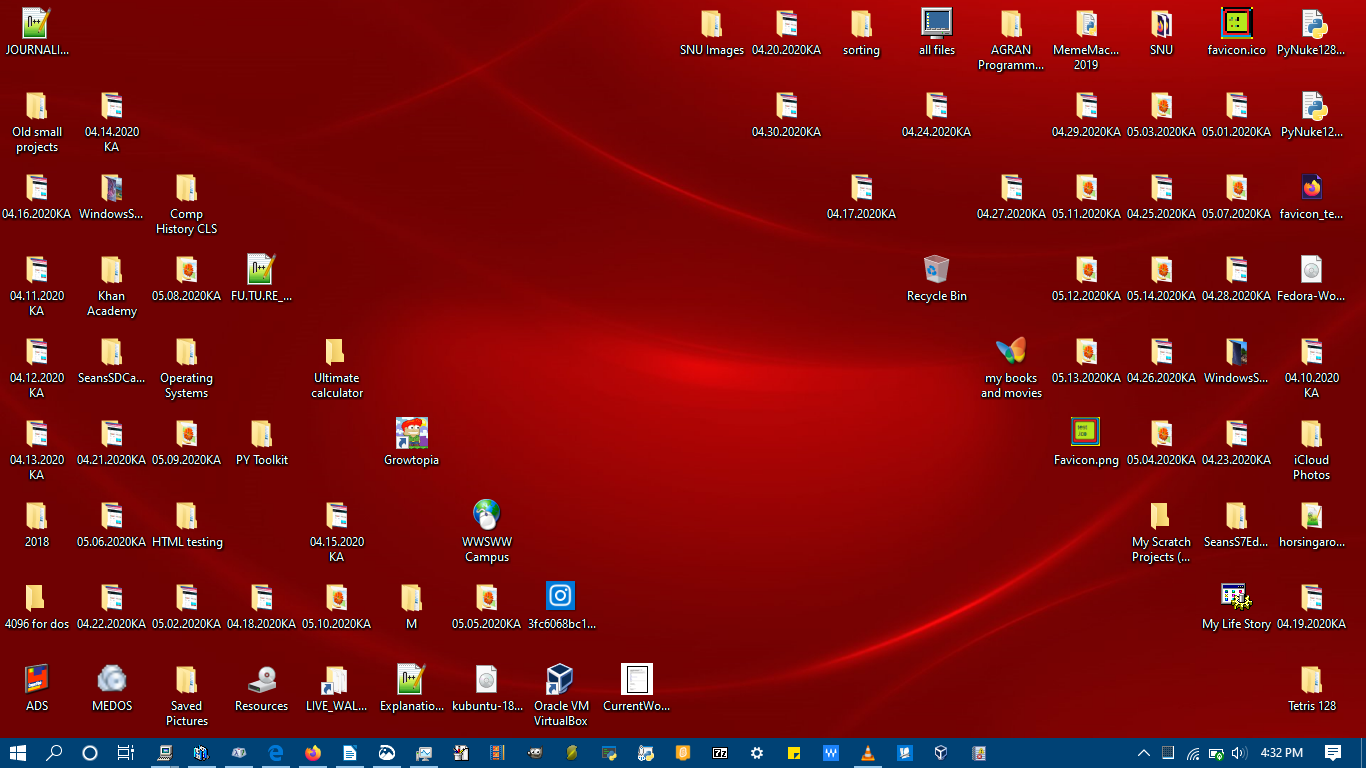 JOURNALI...
SNU Images
04.20.2020KA
sorting
all files
AGRAN
Programm...
MemeMac...
2019
SNU
favicon.ico
PyNuke128...
Old small
projects
04.14.2020
KA
04.30.2020KA
04.24.2020KA
04.29.2020KA
05.03.2020KA
05.01.2020KA
PyNuke12...
04.16.2020KA
WindowsS...
Comp
History CLS
04.17.2020KA
04.27.2020KA
05.11.2020KA
04.25.2020KA
05.07.2020KA
favicon_te...
04.11.2020
KA
Khan
Academy
05.08.2020KA
FU.TU.RE_...
Recycle Bin
05.12.2020KA
05.14.2020KA
04.28.2020KA
Fedora-Wo...
04.12.2020
KA
SeansSDCa...
Operating
Systems
Ultimate
calculator
my books
and movies
05.13.2020KA
04.26.2020KA
WindowsS...
04.10.2020
KA
04.13.2020
KA
04.21.2020KA
05.09.2020KA
PY Toolkit
Growtopia
Favicon.png
05.04.2020KA
04.23.2020KA
iCloud
Photos
2018
05.06.2020KA
HTML testing
04.15.2020
KA
WWSWW
Campus
My Scratch
Projects (...
SeansS7Ed...
horsingaro...
4096 for dos
04.22.2020KA
05.02.2020KA
04.18.2020KA
05.10.2020KA
M
05.05.2020KA
3fc6068bc1...
My Life Story
04.19.2020KA
ADS
MEDOS
Saved
Pictures
Resources
LIVE_WAL...
Explanatio...
kubuntu-18...
Oracle VM
VirtualBox
CurrentWo...
Tetris 128
4:32 PM